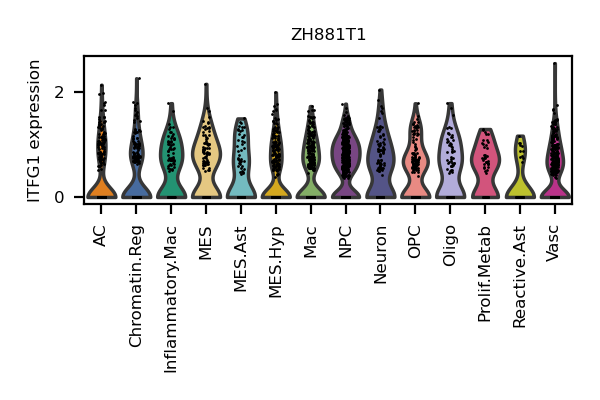 ZH881T1
ITFG1 expression
2
0
AC
Chromatin.Reg
Inflammatory.Mac
MES
MES.Ast
MES.Hyp
Mac
NPC
Neuron
OPC
Oligo
Prolif.Metab
Reactive.Ast
Vasc